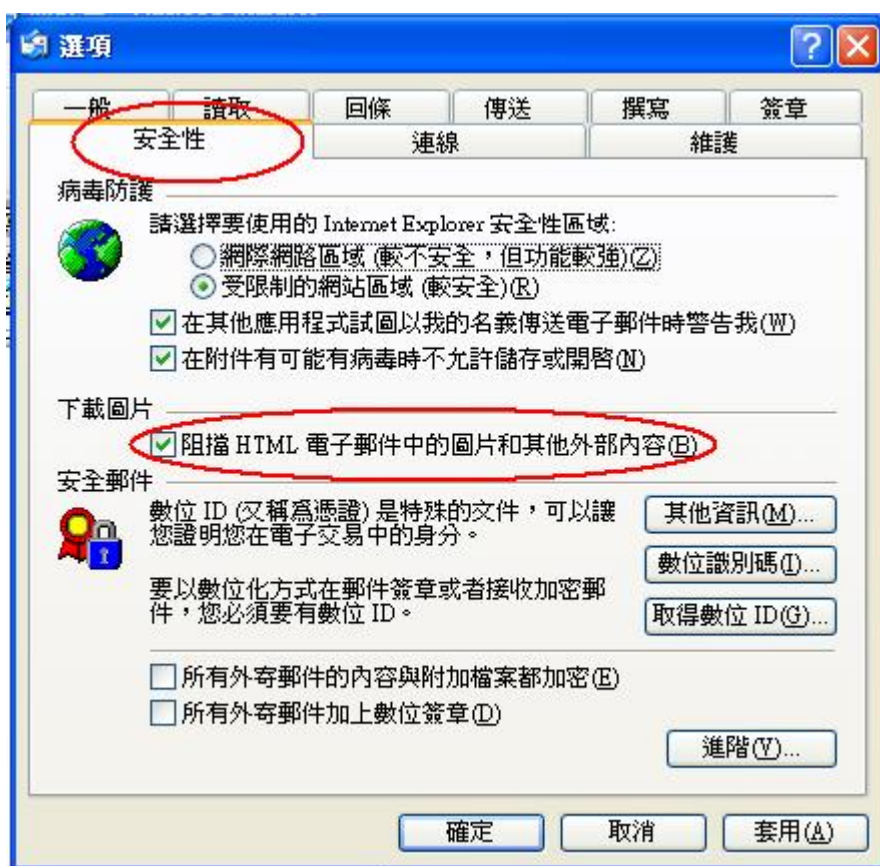 選項
一般 讀取 回條 傳送 撰寫 簽章
安全性 連線 維護
病毒防護
請選擇要使用的 Internet Explorer 安全性區域:
網際網路區域 (較不安全，但功能較強)(Z)
受限制的網站區域 (較安全)(R)
在其他應用程式試圖以我的名義傳送電子郵件時警告我(W)
在附件有可能有病毒時不允許儲存或開啓(N)
下載圖片
阻擋 HTML 電子郵件中的圖片和其他外部內容(B)
安全郵件
數位 ID (又稱爲憑證) 是特殊的文件，可以讓
您證明您在電子交易中的身分。
其他資訊(M)...
數位識別碼(I)...
要以數位化方式在郵件簽章或者接收加密郵
件，您必須要有數位 ID。
取得數位 ID(G)...
所有外寄郵件的內容與附加檔案都加密(E)
所有外寄郵件加上數位簽章(D)
進階(V)...
確定 取消 套用(A)